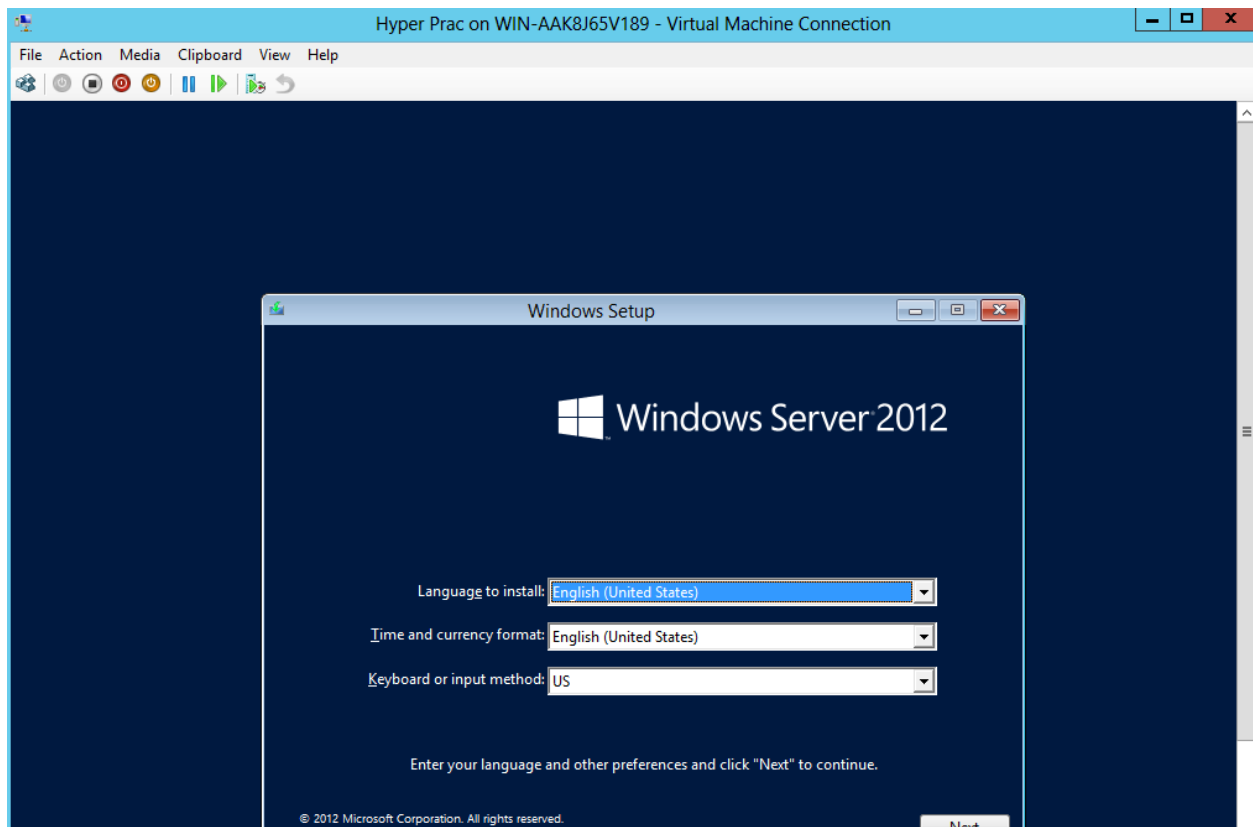 Hyper Prac on WIN-AAK8J65V189 - Virtual Machine Connection
File Action Media Clipboard View Help
Windows Setup
Windows Server 2012
Language to install: English (United States)
Time and currency format: English (United States)
Keyboard or input method: US
Enter your language and other preferences and click "Next" to continue.
© 2012 Microsoft Corporation. All rights reserved.
Next